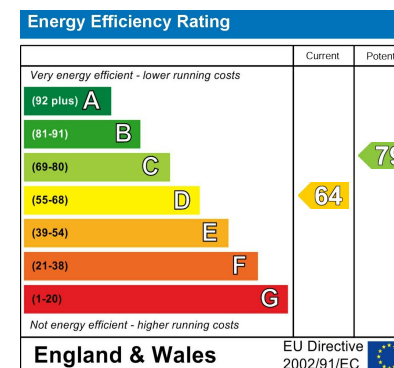 Energy Efficiency Rating
Current Potent
Very energy efficient - lower running costs
(92 plus) A
(81-91) B
(69-80) C
79
(55-68) D
64
(39-54) E
(21-38) F
(1-20) G
Not energy efficient - higher running costs
England & Wales
EU Directive
2002/91/EC